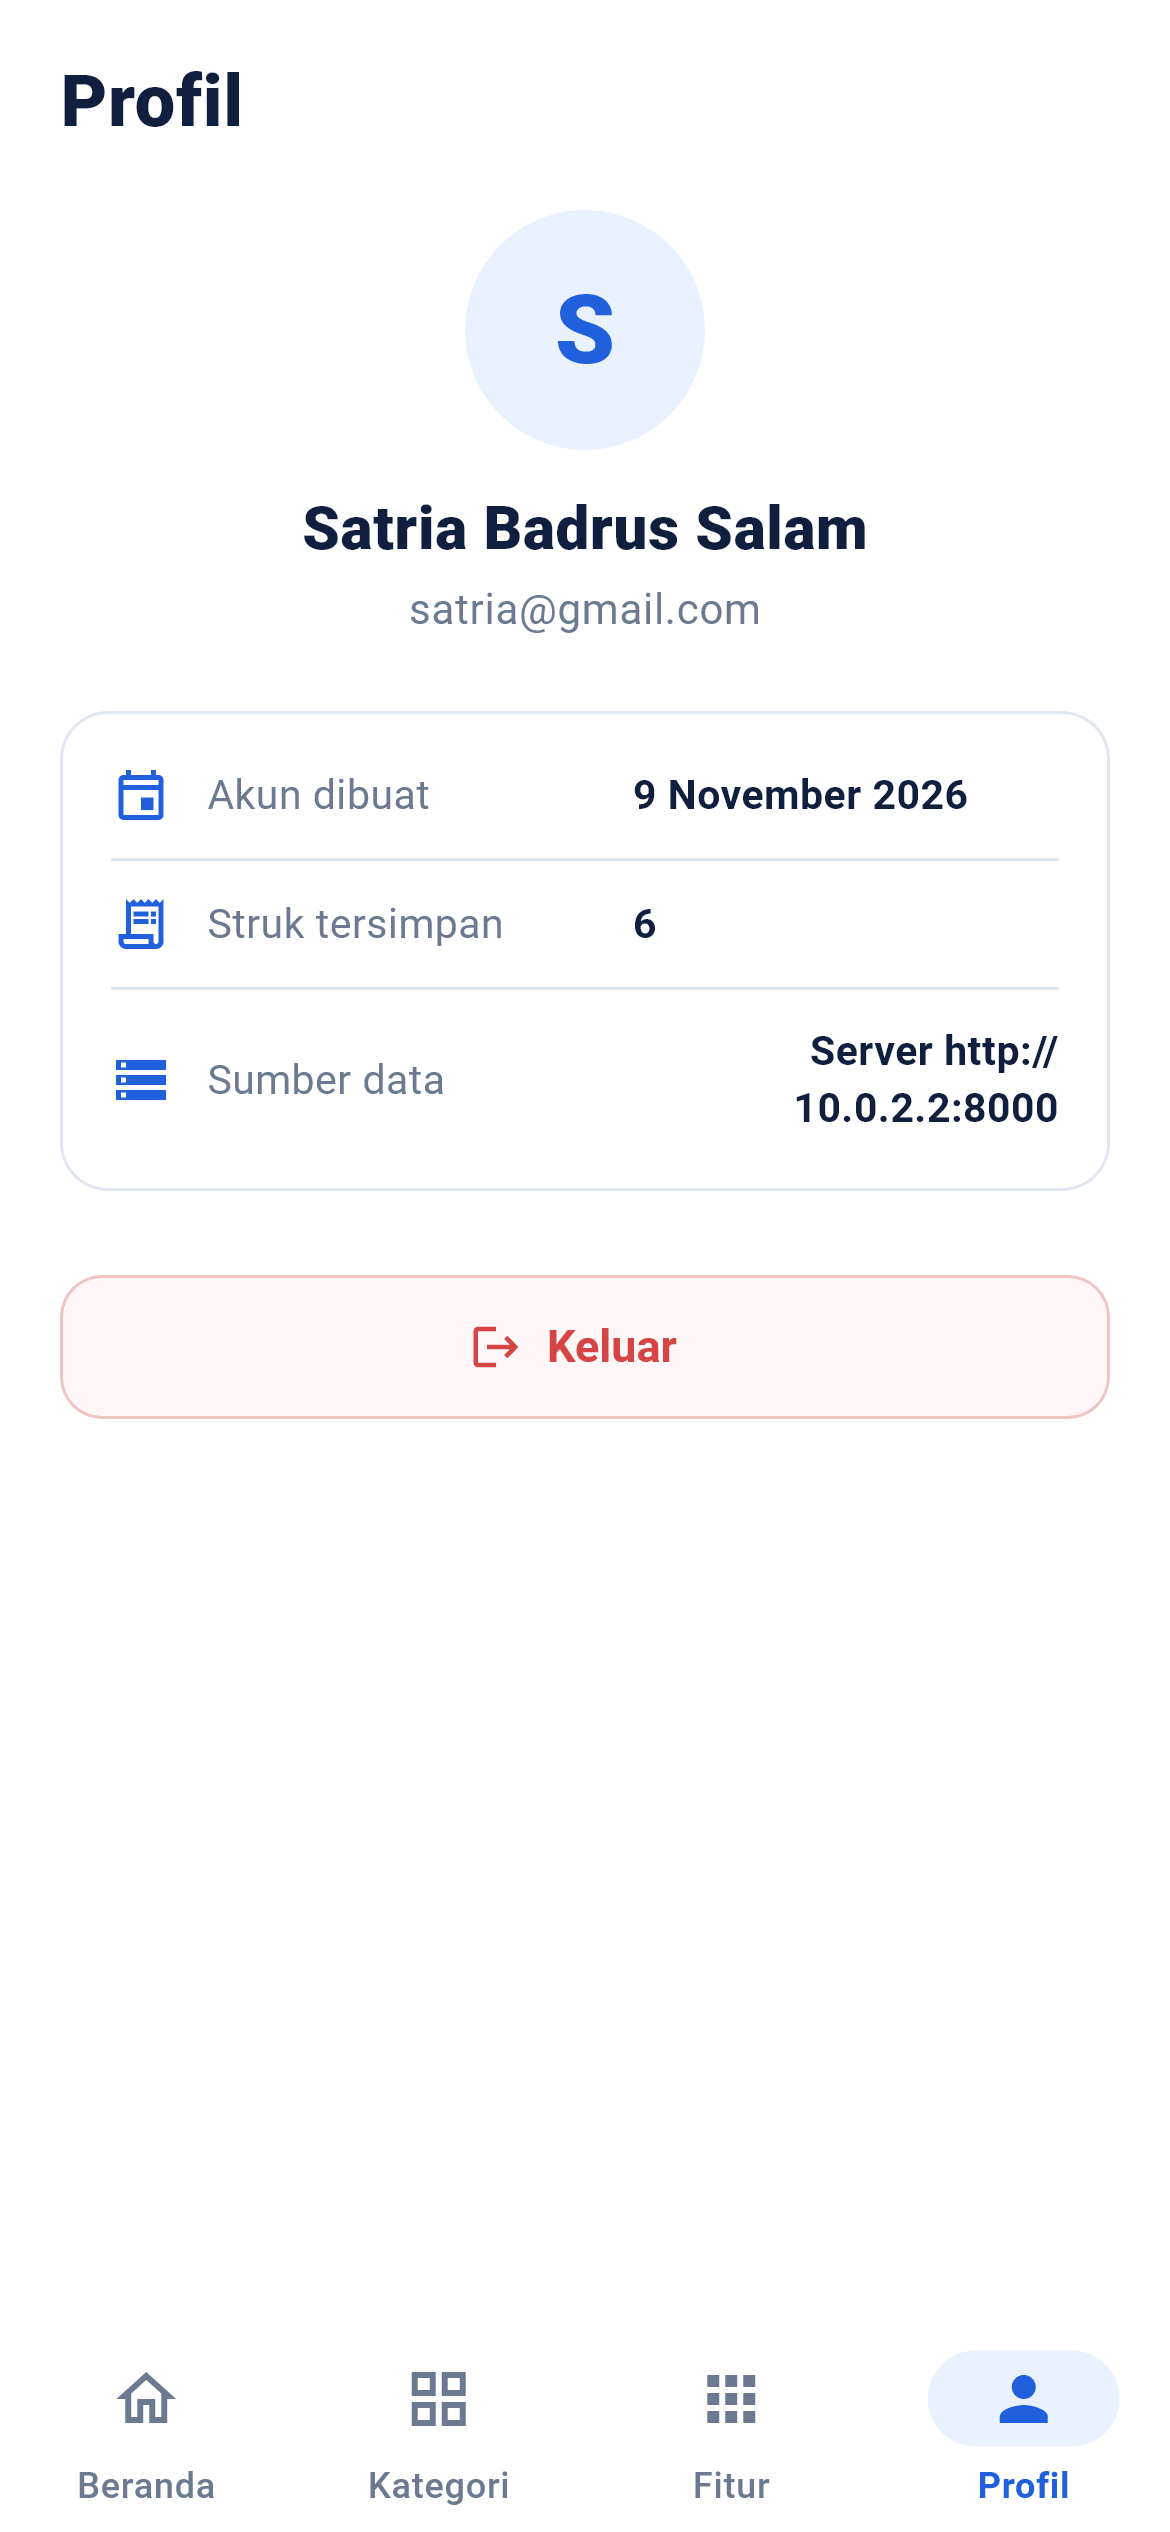 Profil
S
Satria Badrus Salam
satria@gmail.com
Akun dibuat 9 November 2026
Struk tersimpan 6
Sumber data Server http://
10.0.2.2:8000
Keluar
Beranda Kategori Fitur Profil